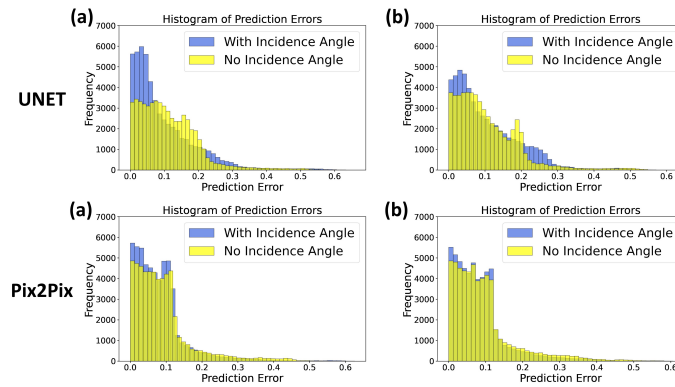 (a)
Histogram of Prediction Errors
7000
6000
5000
4000
3000
2000
1000
0
Frequency
With Incidence Angle
No Incidence Angle
0.0 0.1 0.2 0.3 0.4 0.5 0.6
Prediction Error
(b)
Histogram of Prediction Errors
7000
6000
5000
4000
3000
2000
1000
0
Frequency
With Incidence Angle
No Incidence Angle
0.0 0.1 0.2 0.3 0.4 0.5 0.6
Prediction Error
UNET
(a)
Histogram of Prediction Errors
7000
6000
5000
4000
3000
2000
1000
0
Frequency
With Incidence Angle
No Incidence Angle
0.0 0.1 0.2 0.3 0.4 0.5 0.6
Prediction Error
(b)
Histogram of Prediction Errors
7000
6000
5000
4000
3000
2000
1000
0
Frequency
With Incidence Angle
No Incidence Angle
0.0 0.1 0.2 0.3 0.4 0.5 0.6
Prediction Error
Pix2Pix